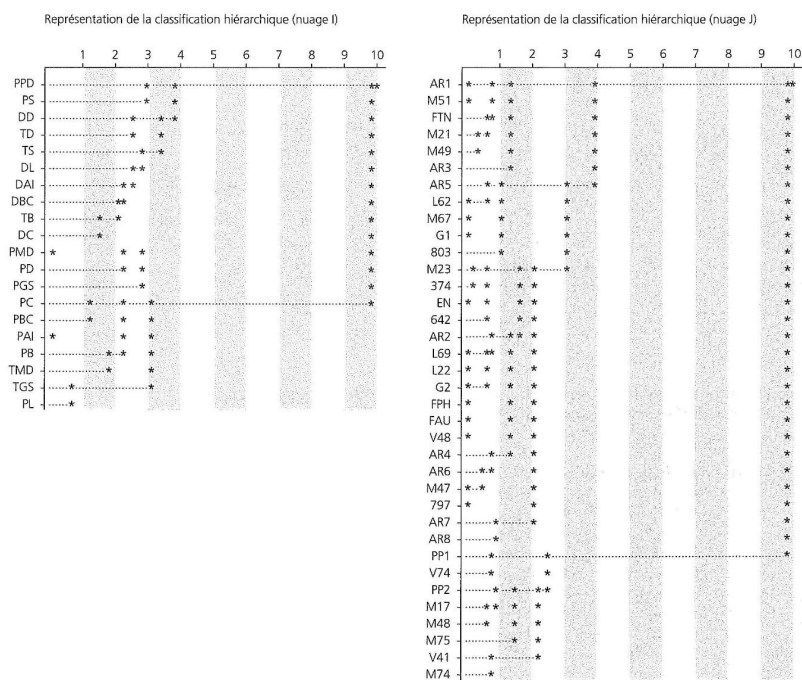 Représentation de la classification hiérarchique (nuage I)
1 2 3 4 5 6 7 8 9 10
PPD
PS
DD
TD
TS
DL
DAI
DBC
TB
DC
PMD
PD
PGS
PC
PBC
PAI
PB
TMD
TGS
PL
Représentation de la classification hiérarchique (nuage J)
1 2 3 4 5 6 7 8 9 10
AR1
M51
FTN
M21
M49
AR3
AR5
L62
M67
G1
803
M23
374
EN
642
AR2
L69
L22
G2
FPH
FAU
V48
AR4
AR6
M47
797
AR7
AR8
PP1
V74
PP2
M17
M48
M75
V41
M74